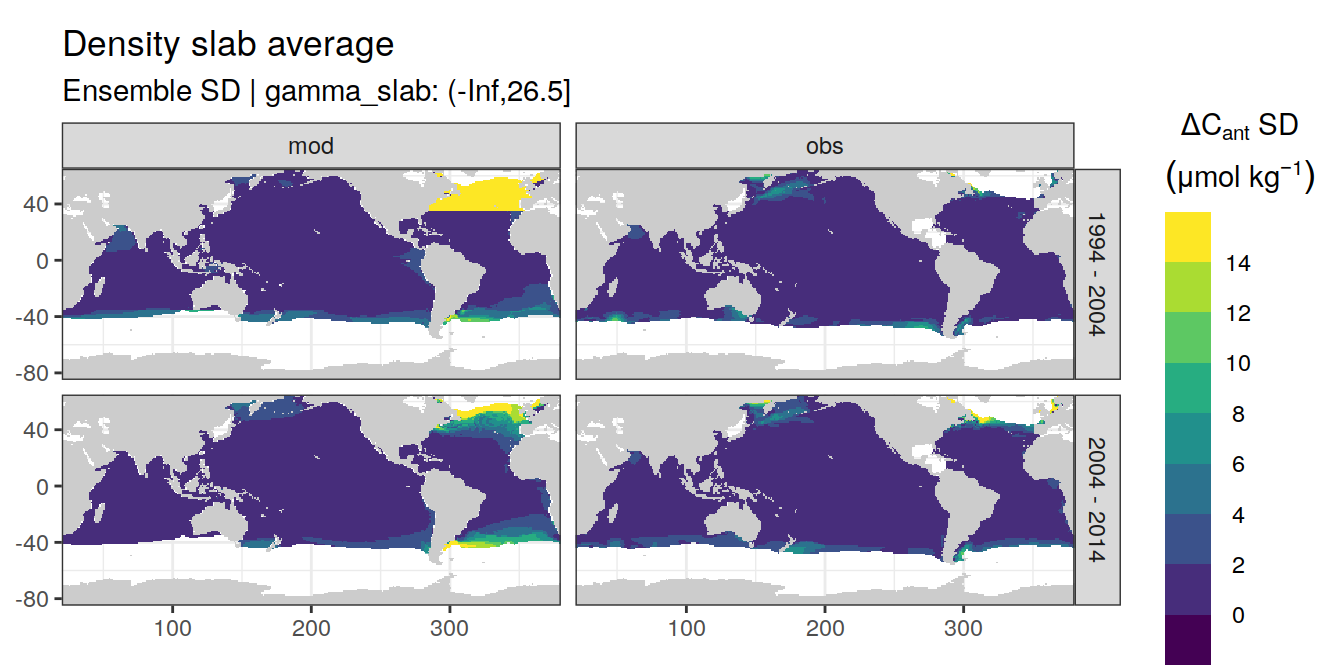 Density slab average
Ensemble SD | gamma_slab: (-Inf,26.5]
mod
obs
ΔCant SD
(μmol kg⁻¹)
40
0
-40
-80
1994 - 2004
40
0
-40
-80
2004 - 2014
100
200
300
100
200
300
14
12
10
8
6
4
2
0